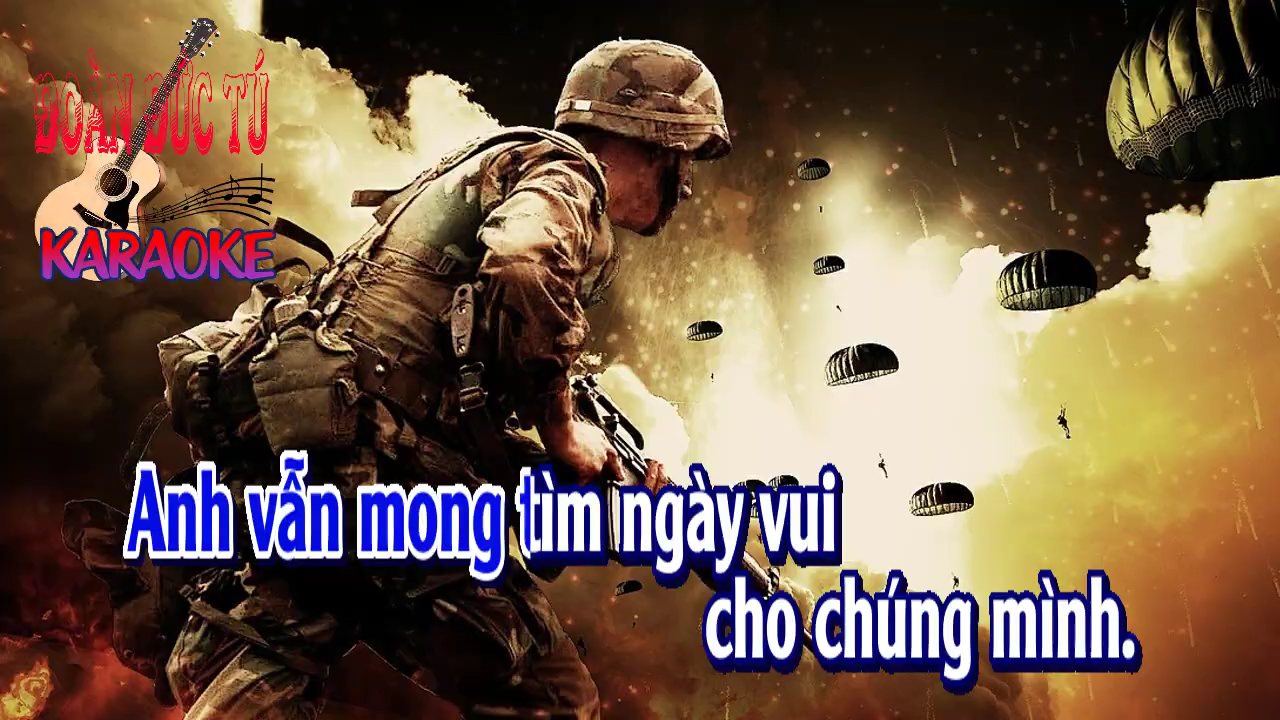 ĐOÀN ĐỨC TÚ
KARAOKE
Anh vẫn mong tìm ngày vui
cho chúng mình.